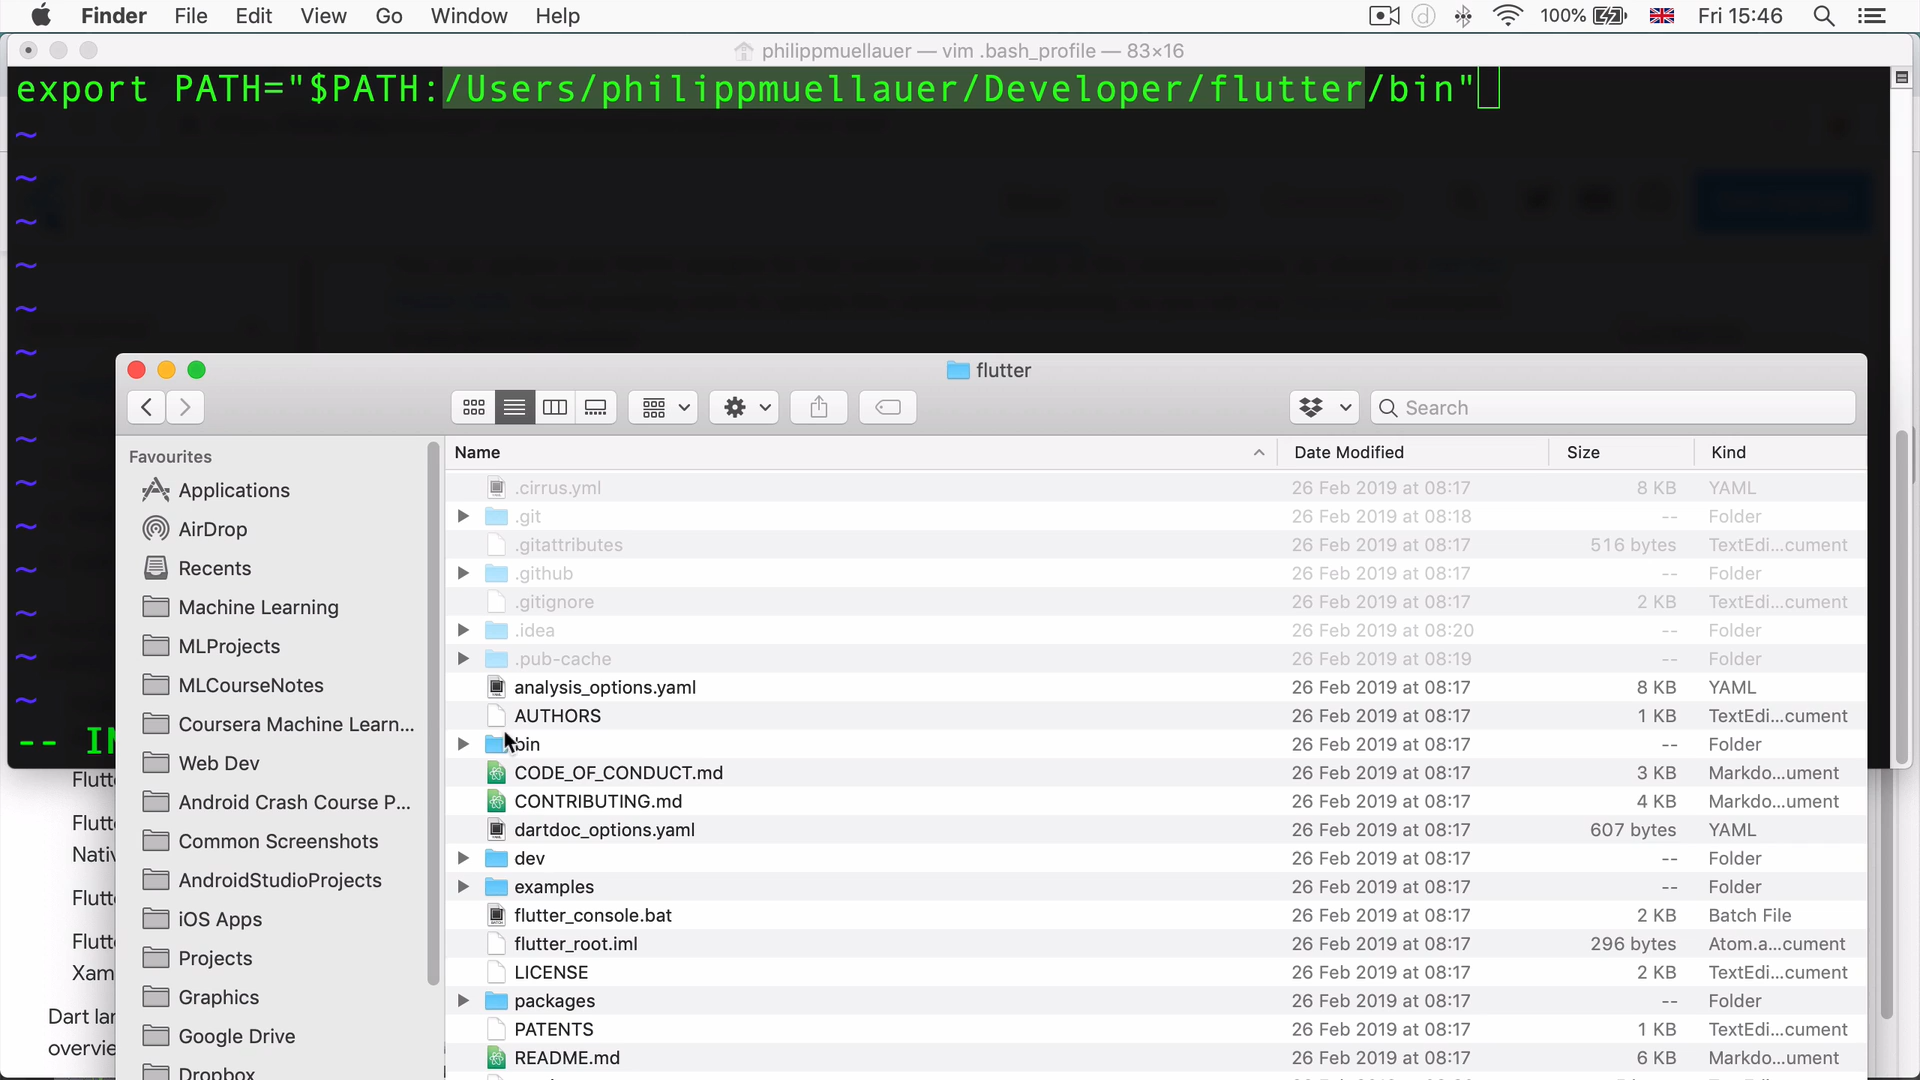 Finder File Edit View Go Window Help 100% Fri 15:46
philippmuellauer — vim .bash_profile — 83×16
export PATH="$PATH:/Users/philippmuellauer/Developer/flutter/bin"
~
~
~
~
~
~
~
~
~
~
~
~
~
~
--
flutter
Search
Favourites
Applications
AirDrop
Recents
Machine Learning
MLProjects
MLCourseNotes
Coursera Machine Learn...
Web Dev
Android Crash Course P...
Common Screenshots
AndroidStudioProjects
iOS Apps
Projects
Graphics
Google Drive
Dropbox
Name Date Modified Size Kind
.cirrus.yml 26 Feb 2019 at 08:17 8 KB YAML
.git 26 Feb 2019 at 08:18 -- Folder
.gitattributes 26 Feb 2019 at 08:17 516 bytes TextEdi...cument
.github 26 Feb 2019 at 08:17 -- Folder
.gitignore 26 Feb 2019 at 08:17 2 KB TextEdi...cument
.idea 26 Feb 2019 at 08:20 -- Folder
.pub-cache 26 Feb 2019 at 08:19 -- Folder
analysis_options.yaml 26 Feb 2019 at 08:17 8 KB YAML
AUTHORS 26 Feb 2019 at 08:17 1 KB TextEdi...cument
bin 26 Feb 2019 at 08:17 -- Folder
CODE_OF_CONDUCT.md 26 Feb 2019 at 08:17 3 KB Markdo...ument
CONTRIBUTING.md 26 Feb 2019 at 08:17 4 KB Markdo...ument
dartdoc_options.yaml 26 Feb 2019 at 08:17 607 bytes YAML
dev 26 Feb 2019 at 08:17 -- Folder
examples 26 Feb 2019 at 08:17 -- Folder
flutter_console.bat 26 Feb 2019 at 08:17 2 KB Batch File
flutter_root.iml 26 Feb 2019 at 08:17 296 bytes Atom.a...cument
LICENSE 26 Feb 2019 at 08:17 2 KB TextEdi...cument
packages 26 Feb 2019 at 08:17 -- Folder
PATENTS 26 Feb 2019 at 08:17 1 KB TextEdi...cument
README.md 26 Feb 2019 at 08:17 6 KB Markdo...ument
Dart